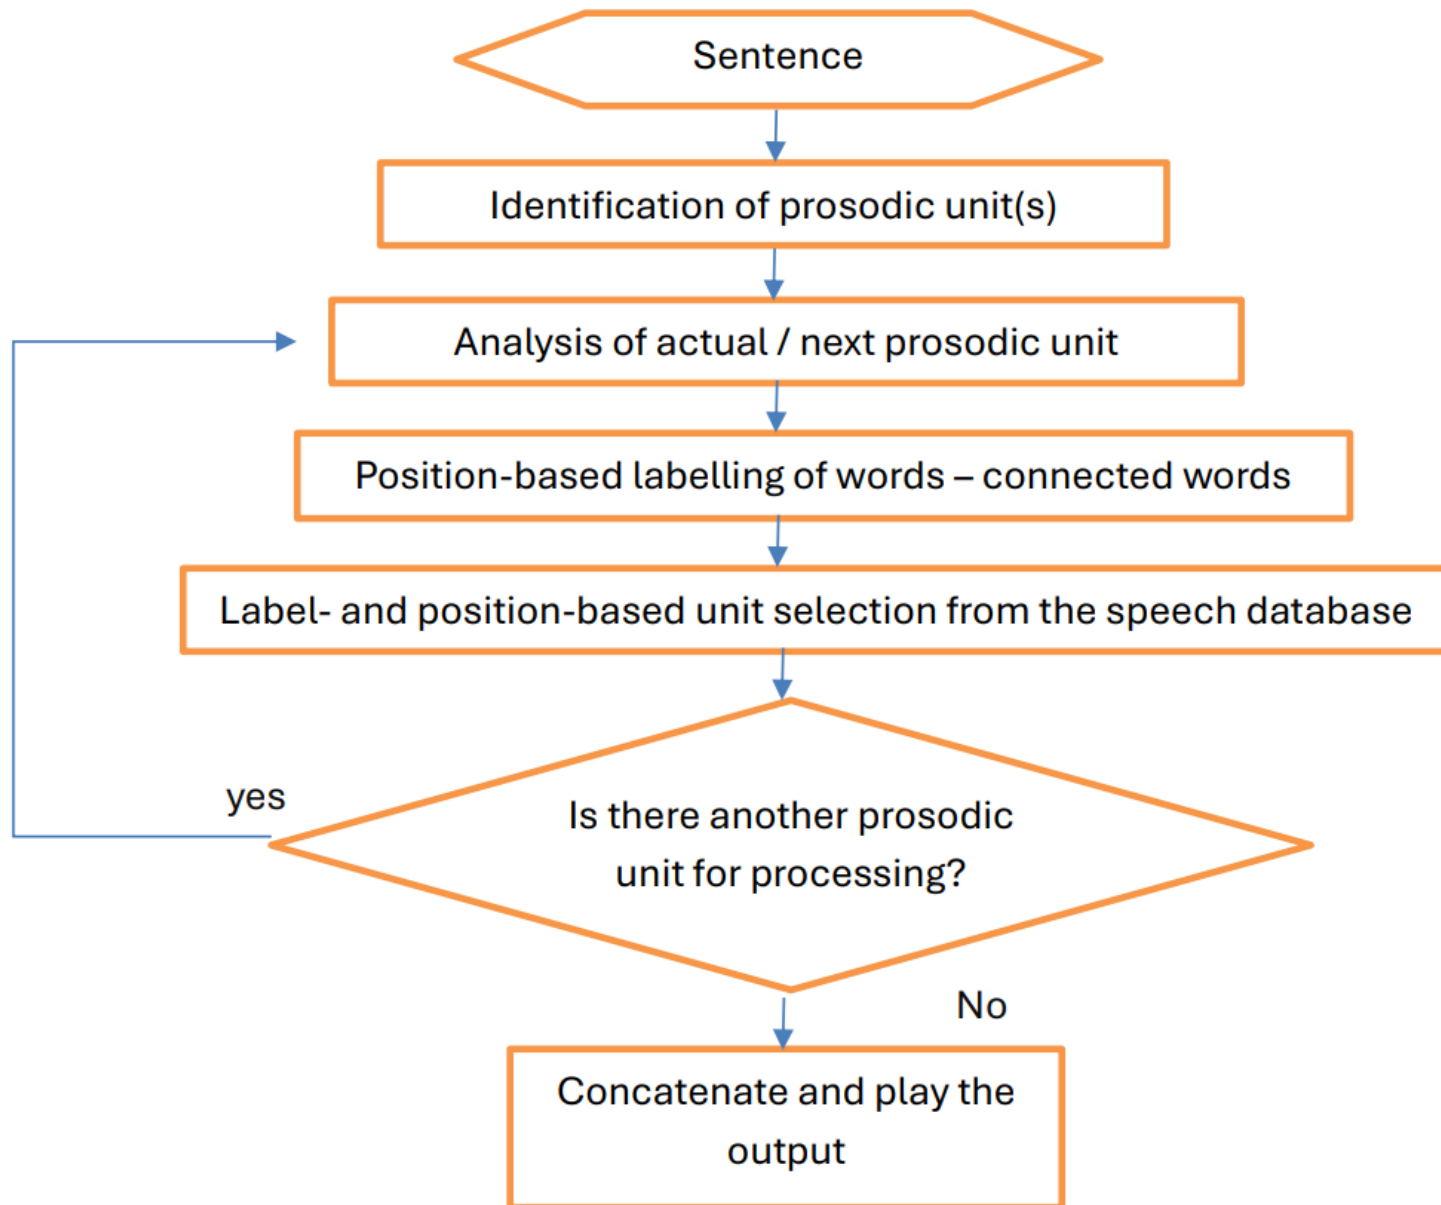 Sentence
Identification of prosodic unit(s)
Analysis of actual / next prosodic unit
Position-based labelling of words – connected words
Label- and position-based unit selection from the speech database
yes
Is there another prosodic
unit for processing?
No
Concatenate and play the
output